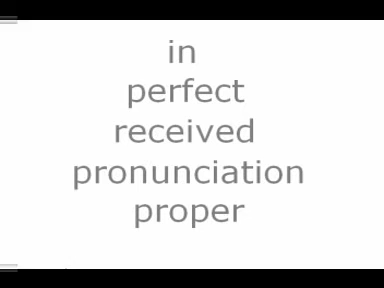 in
perfect
received
pronunciation
proper